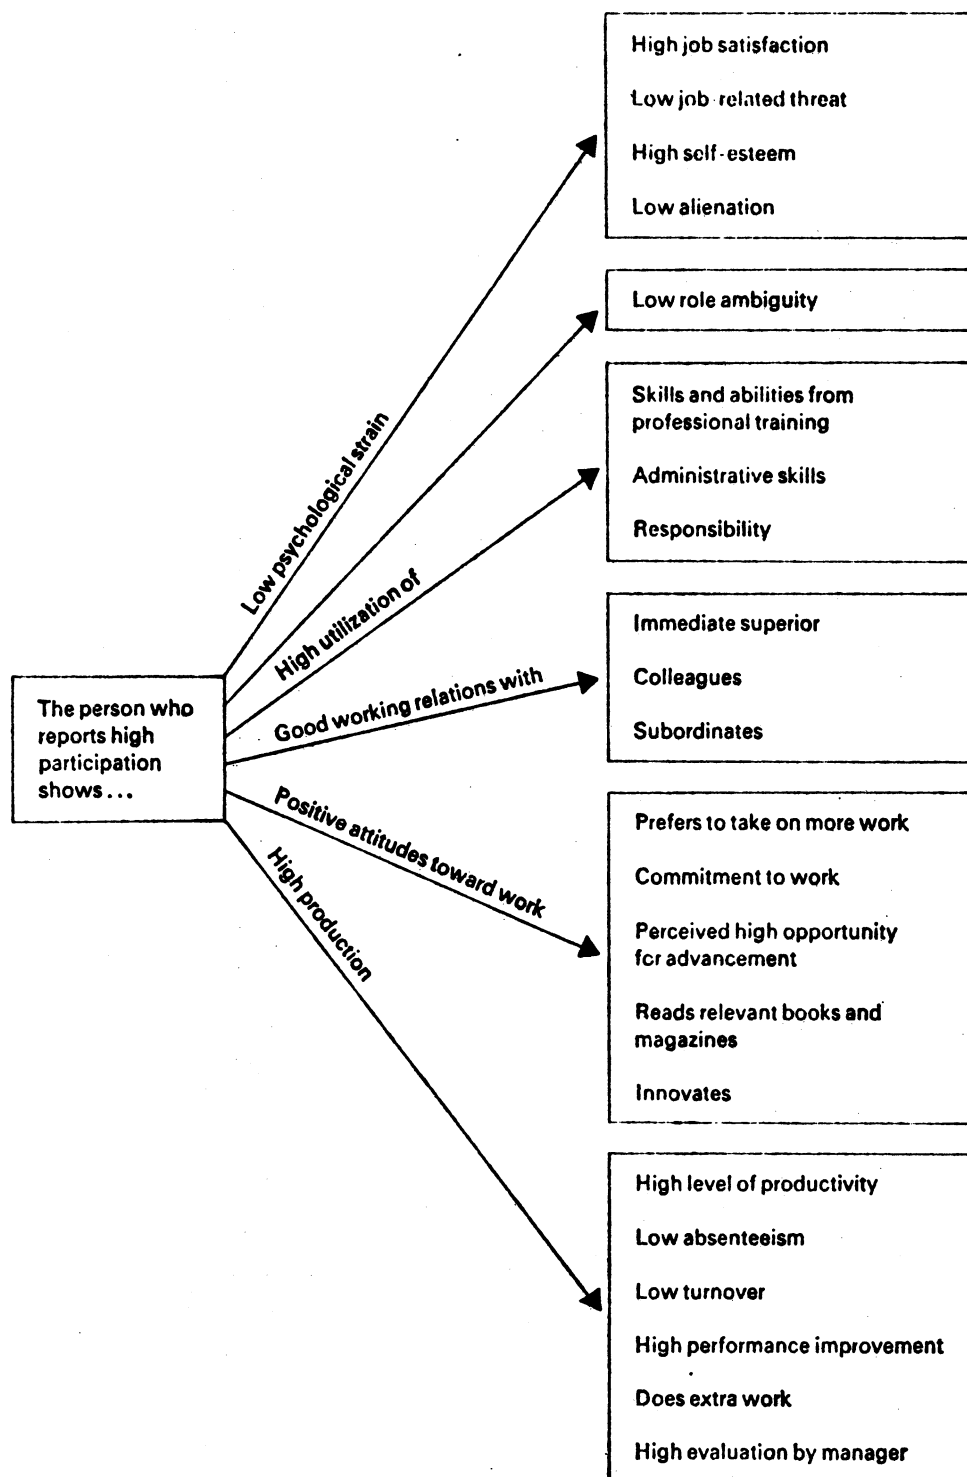 High job satisfaction
Low job-related threat
High self-esteem
Low alienation
Low role ambiguity
Skills and abilities from
professional training
Administrative skills
Responsibility
Immediate superior
Colleagues
Subordinates
Prefers to take on more work
Commitment to work
Perceived high opportunity
for advancement
Reads relevant books and
magazines
Innovates
High level of productivity
Low absenteeism
Low turnover
High performance improvement
Does extra work
High evaluation by manager
Low psychological strain
High utilization of
Good working relations with
Positive attitudes toward work
High production
The person who
reports high
participation
shows...